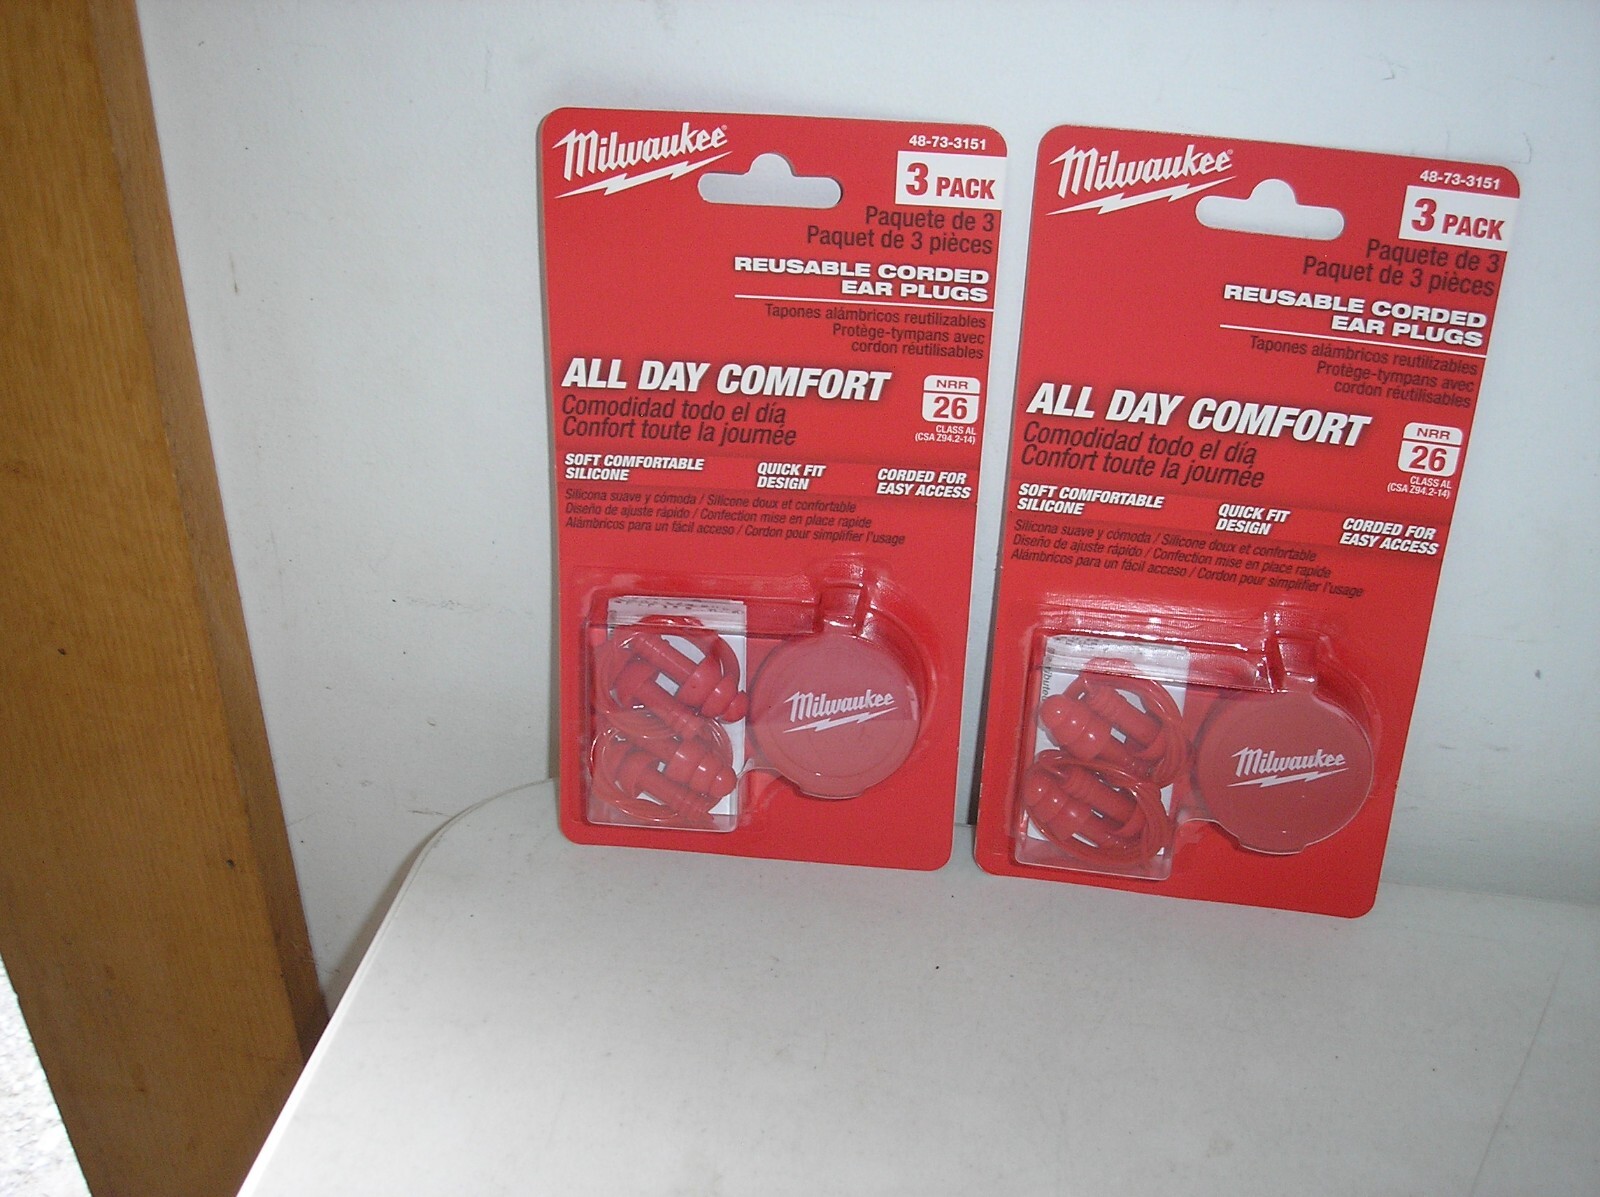 Milwaukee
48-73-3151
3 PACK
Paquete de 3
Paquet de 3 pièces
REUSABLE CORDED
EAR PLUGS
Tapones alámbricos reutilizables
Protège-tympans avec
cordon réutilisables
ALL DAY COMFORT
Comodidad todo el día
Confort toute la journée
NRR
26
CLASS AL
(CSA Z94.2-14)
SOFT COMFORTABLE
SILICONE
QUICK FIT
DESIGN
CORDED FOR
EASY ACCESS
Silicona suave y cómoda / Silicone doux et confortable
Diseño de ajuste rápido / Confection mise en place rapide
Alámbricos para un fácil acceso / Cordon pour simplifier l'usage
Milwaukee
Milwaukee
48-73-3151
3 PACK
Paquete de 3
Paquet de 3 pièces
REUSABLE CORDED
EAR PLUGS
Tapones alámbricos reutilizables
Protège-tympans avec
cordon réutilisables
ALL DAY COMFORT
Comodidad todo el día
Confort toute la journée
NRR
26
CLASS AL
(CSA Z94.2-14)
SOFT COMFORTABLE
SILICONE
QUICK FIT
DESIGN
CORDED FOR
EASY ACCESS
Silicona suave y cómoda / Silicone doux et confortable
Diseño de ajuste rápido / Confection mise en place rapide
Alámbricos para un fácil acceso / Cordon pour simplifier l'usage
Milwaukee